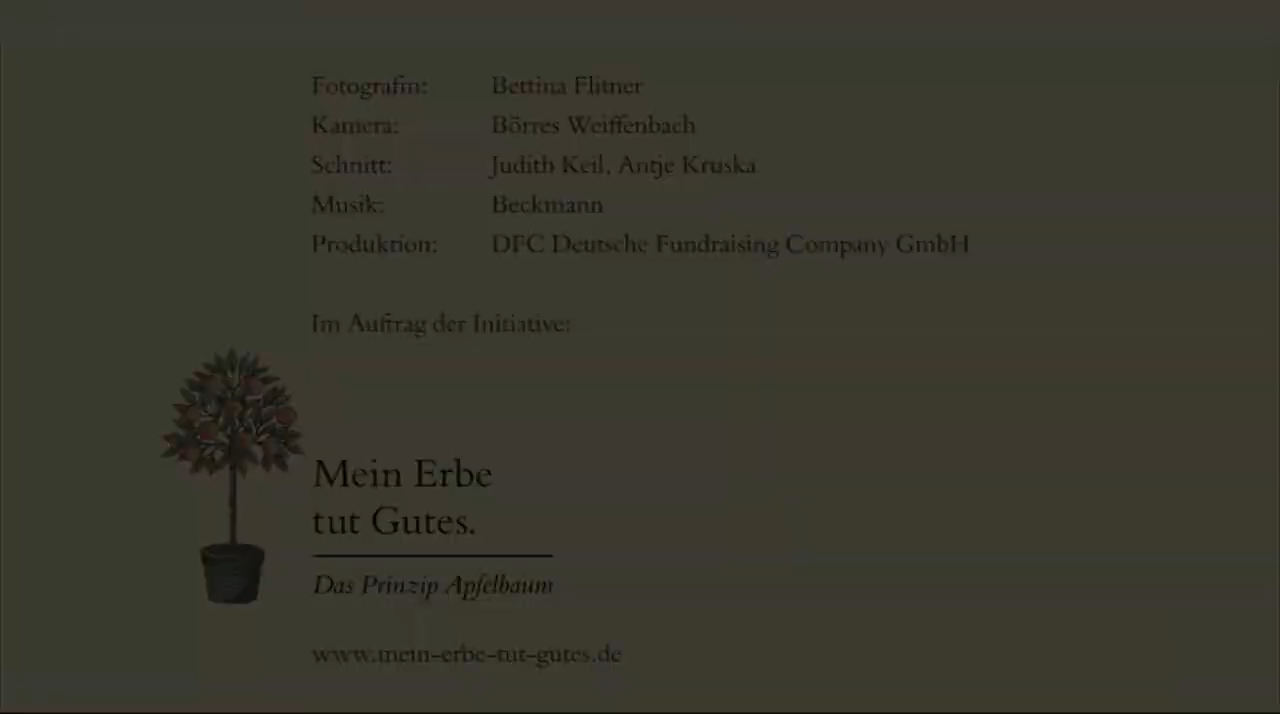 Fotografin: Bettina Flitner
Kamera: Börres Weiffenbach
Schnitt: Judith Keil, Antje Kruska
Musik: Beckmann
Produktion: DFC Deutsche Fundraising Company GmbH
Im Auftrag der Initiative:
Mein Erbe
tut Gutes.
Das Prinzip Apfelbaum
www.mein-erbe-tut-gutes.de